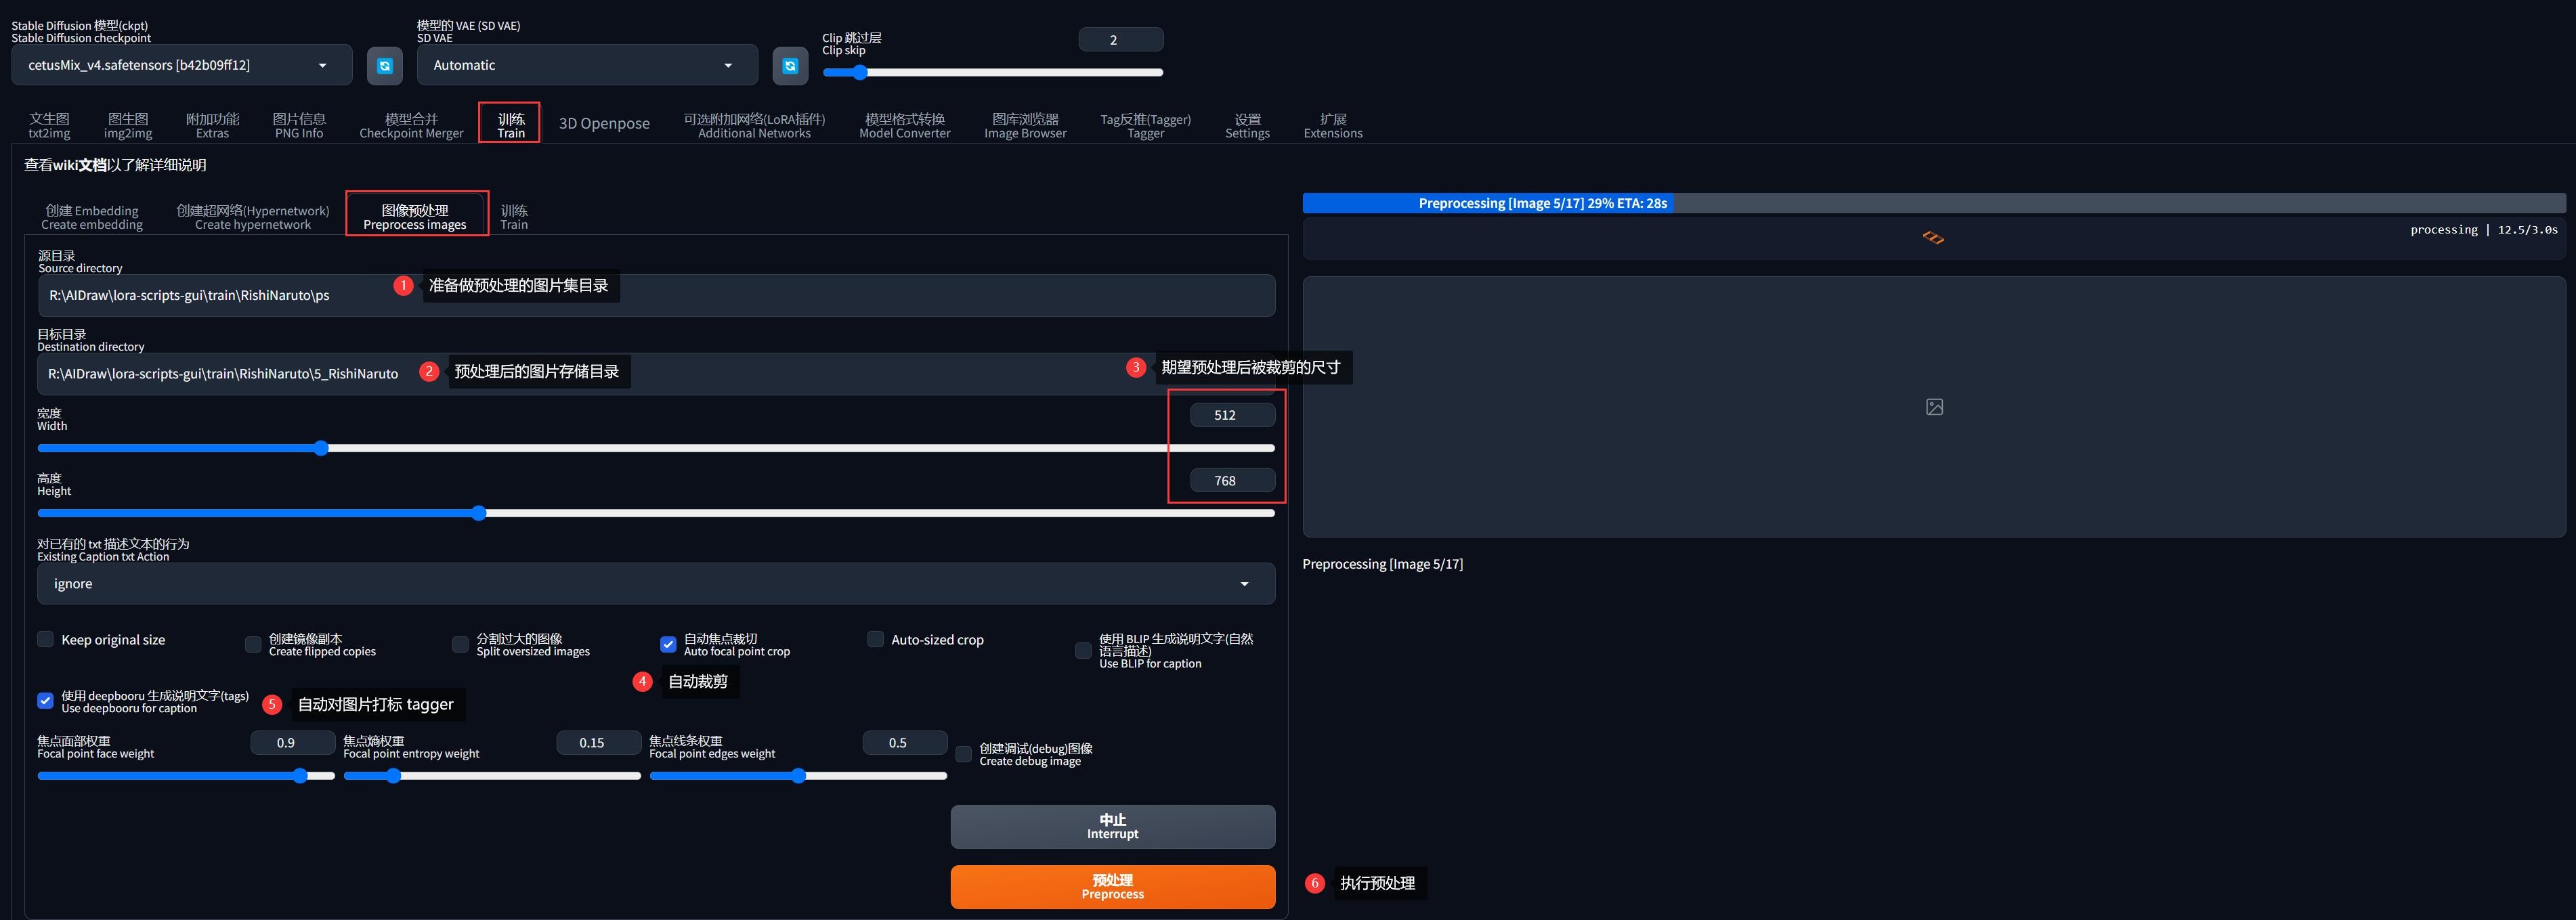 Stable Diffusion 模型(ckpt)
Stable Diffusion checkpoint
cetusMix_v4.safetensors [b42b09ff12]
模型的 VAE (SD VAE)
SD VAE
Automatic
Clip 跳过层
Clip skip
2
文生图
txt2img
图生图
img2img
附加功能
Extras
图片信息
PNG Info
模型合并
Checkpoint Merger
训练
Train
3D Openpose
可选附加网络(LoRA插件)
Additional Networks
模型格式转换
Model Converter
图库浏览器
Image Browser
Tag反推(Tagger)
Tagger
设置
Settings
扩展
Extensions
查看wiki文档以了解详细说明
创建 Embedding
Create embedding
创建超网络(Hypernetwork)
Create hypernetwork
图像预处理
Preprocess images
训练
Train
源目录
Source directory
R:\AIDraw\lora-scripts-gui\train\RishiNaruto\ps
1 准备做预处理的图片集目录
目标目录
Destination directory
R:\AIDraw\lora-scripts-gui\train\RishiNaruto\5_RishiNaruto
2 预处理后的图片存储目录
3 期望预处理后被裁剪的尺寸
宽度
Width
512
高度
Height
768
对已有的 txt 描述文本的行为
Existing Caption txt Action
ignore
Keep original size
创建镜像副本
Create flipped copies
分割过大的图像
Split oversized images
自动焦点裁切
Auto focal point crop
Auto-sized crop
使用 BLIP 生成说明文字(自然
语言描述)
Use BLIP for caption
4 自动裁剪
使用 deepbooru 生成说明文字(tags)
Use deepbooru for caption
5 自动对图片打标 tagger
焦点面部权重
Focal point face weight
0.9
焦点熵权重
Focal point entropy weight
0.15
焦点线条权重
Focal point edges weight
0.5
创建调试(debug)图像
Create debug image
中止
Interrupt
预处理
Preprocess
6 执行预处理
Preprocessing [Image 5/17] 29% ETA: 28s
processing | 12.5/3.0s
Preprocessing [Image 5/17]